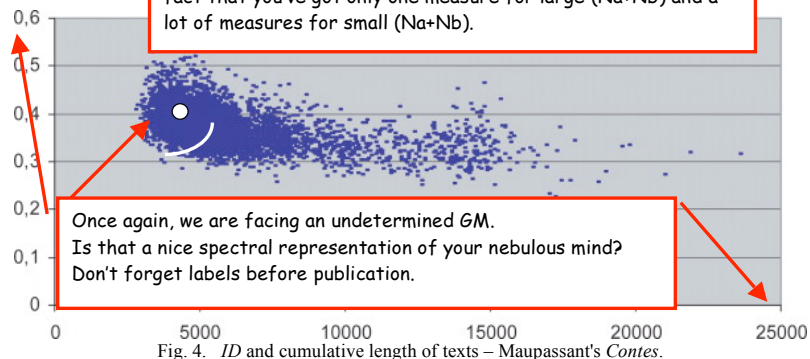 fact that you've got only one measure for large (Na+Nb) and a
lot of measures for small (Na+Nb).
0,6
0,5
0,4
0,3
0,2
0,1
0
Once again, we are facing an undetermined GM.
Is that a nice spectral representation of your nebulous mind?
Don't forget labels before publication.
0 5000 10000 15000 20000 25000
Fig. 4. ID and cumulative length of texts – Maupassant's Contes.